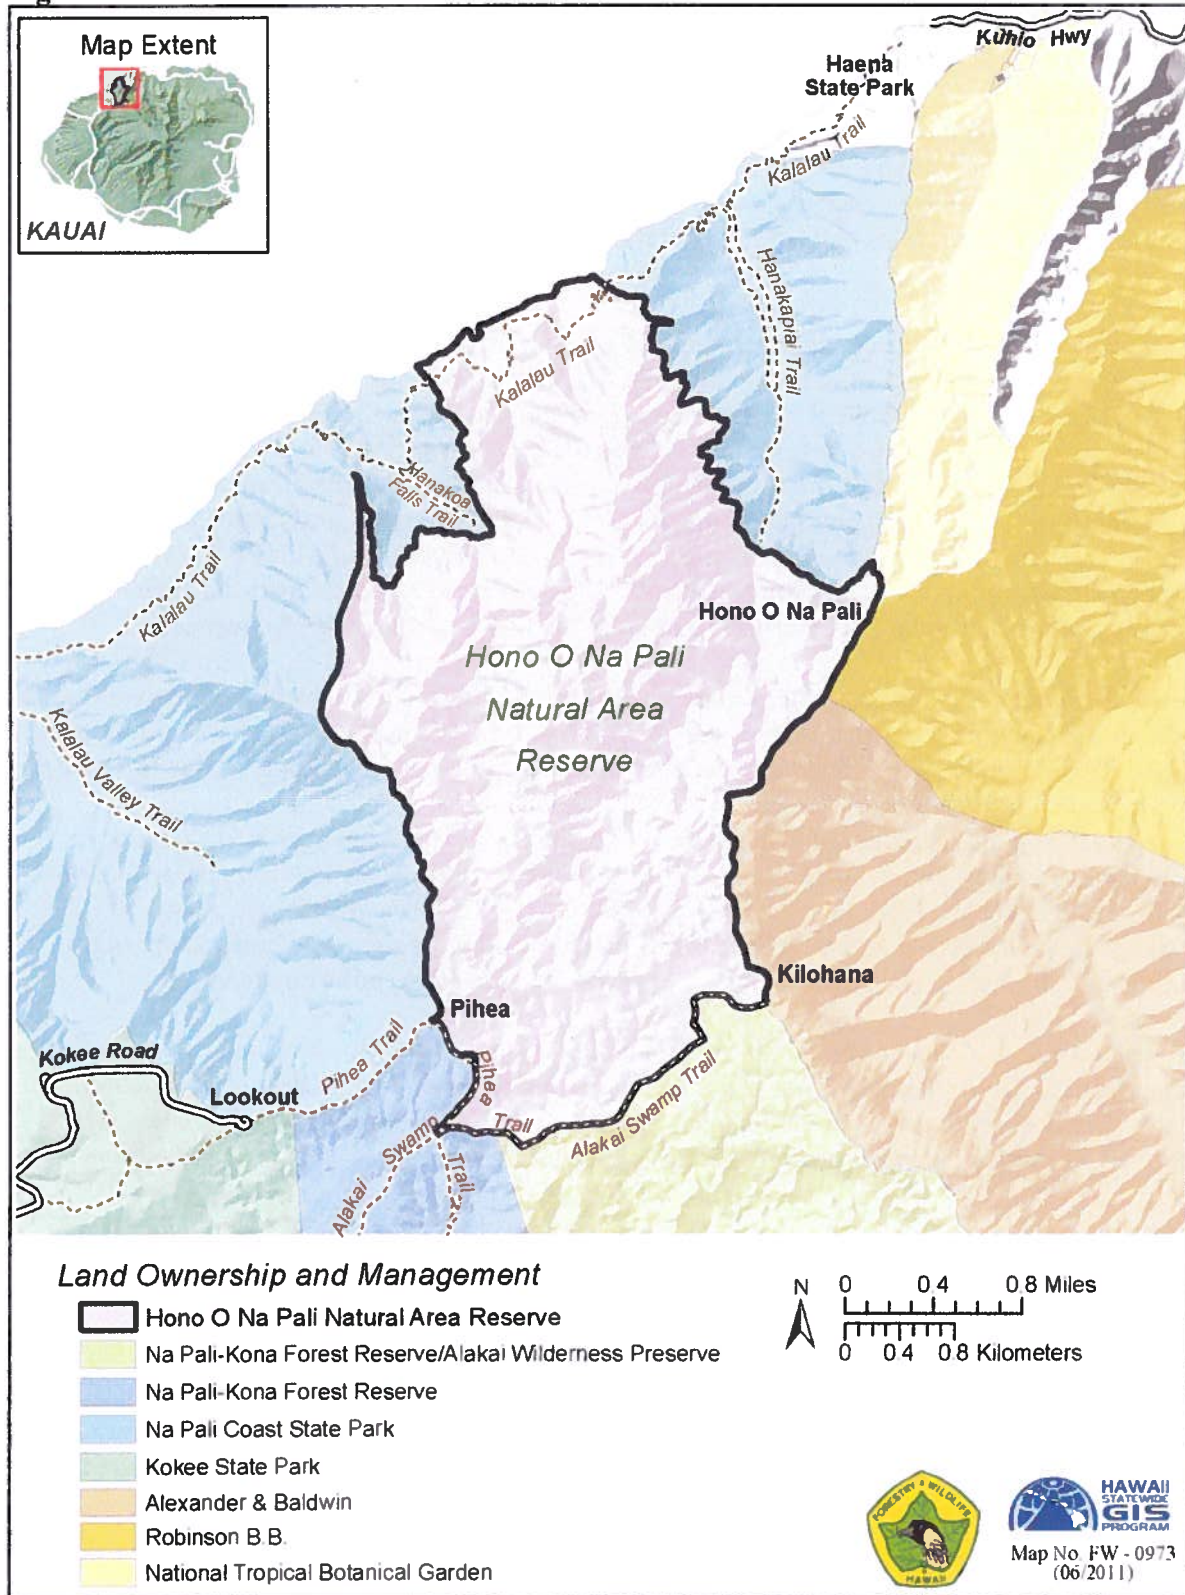 Map Extent
KAUAI
Kuhio Hwy
Haena
State Park
Kalalau Trail
Hanakapiai Trail
Kalalau Trail
Hanakoa
Falls Trail
Kalalau Trail
Hono O Na Pali
Hono O Na Pali
Natural Area
Reserve
Kalalau Valley Trail
Kilohana
Pihea
Kokee Road
Lookout
Pihea Trail
Pihea
Trail
Alakai Swamp
Trail
Alakai Swamp Trail
Land Ownership and Management
Hono O Na Pali Natural Area Reserve
Na Pali-Kona Forest Reserve/Alakai Wilderness Preserve
Na Pali-Kona Forest Reserve
Na Pali Coast State Park
Kokee State Park
Alexander & Baldwin
Robinson B.B.
National Tropical Botanical Garden
N
0 0.4 0.8 Miles
0 0.4 0.8 Kilometers
FORESTRY & WILDLIFE
HAWAII
HAWAII
STATEWIDE
GIS
PROGRAM
Map No. FW - 0973
(06/2011)